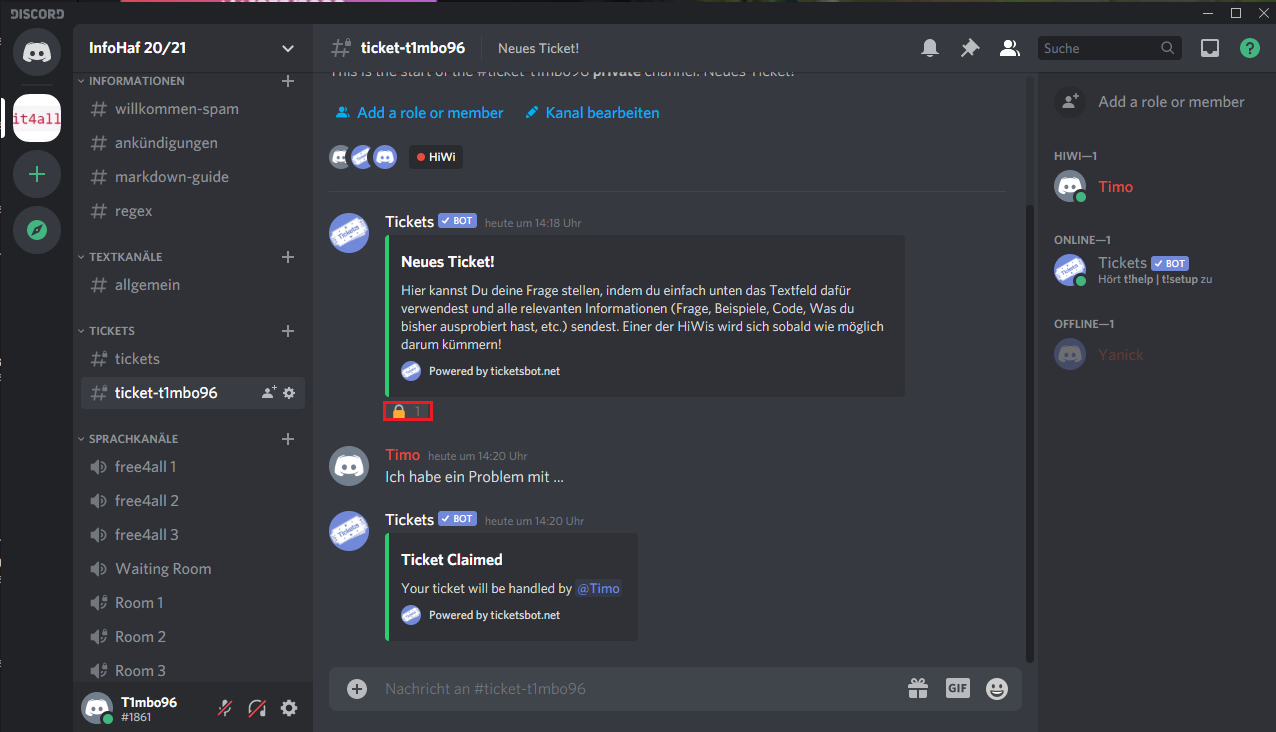 DISCORD
it4all
InfoHaf 20/21
INFORMATIONEN
willkommen-spam
ankündigungen
markdown-guide
regex
TEXTKANÄLE
allgemein
TICKETS
tickets
ticket-t1mbo96
SPRACHKANÄLE
free4all 1
free4all 2
free4all 3
Waiting Room
Room 1
Room 2
Room 3
T1mbo96
#1861
ticket-t1mbo96
Neues Ticket!
Suche
This is the start of the #ticket-t1mbo96 private channel. Neues Ticket!
Add a role or member
Kanal bearbeiten
HiWi
Tickets BOT heute um 14:18 Uhr
Neues Ticket!
Hier kannst Du deine Frage stellen, indem du einfach unten das Textfeld dafür
verwendest und alle relevanten Informationen (Frage, Beispiele, Code, Was du
bisher ausprobiert hast, etc.) sendest. Einer der HiWis wird sich sobald wie möglich
darum kümmern!
Powered by ticketsbot.net
1
Timo heute um 14:20 Uhr
Ich habe ein Problem mit ...
Tickets BOT heute um 14:20 Uhr
Ticket Claimed
Your ticket will be handled by @Timo
Powered by ticketsbot.net
Nachricht an #ticket-t1mbo96
GIF
Add a role or member
HIWI—1
Timo
ONLINE—1
Tickets BOT
Hört t!help | t!setup zu
OFFLINE—1
Yanick